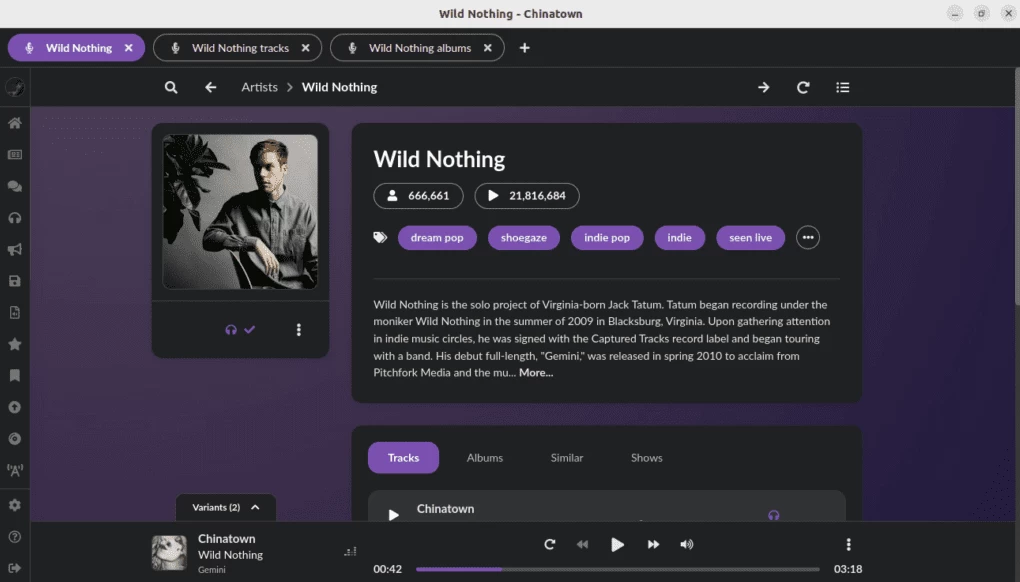 Wild Nothing - Chinatown
Wild Nothing
Wild Nothing tracks
Wild Nothing albums
Artists
Wild Nothing
Wild Nothing
666,661
21,816,684
dream pop
shoegaze
indie pop
indie
seen live
Wild Nothing is the solo project of Virginia-born Jack Tatum. Tatum began recording under the
moniker Wild Nothing in the summer of 2009 in Blacksburg, Virginia. Upon gathering attention
in indie music circles, he was signed with the Captured Tracks record label and began touring
with a band. His debut full-length, "Gemini," was released in spring 2010 to acclaim from
Pitchfork Media and the mu... More...
Tracks
Albums
Similar
Shows
Chinatown
Variants (2)
Chinatown
Wild Nothing
Gemini
00:42
03:18